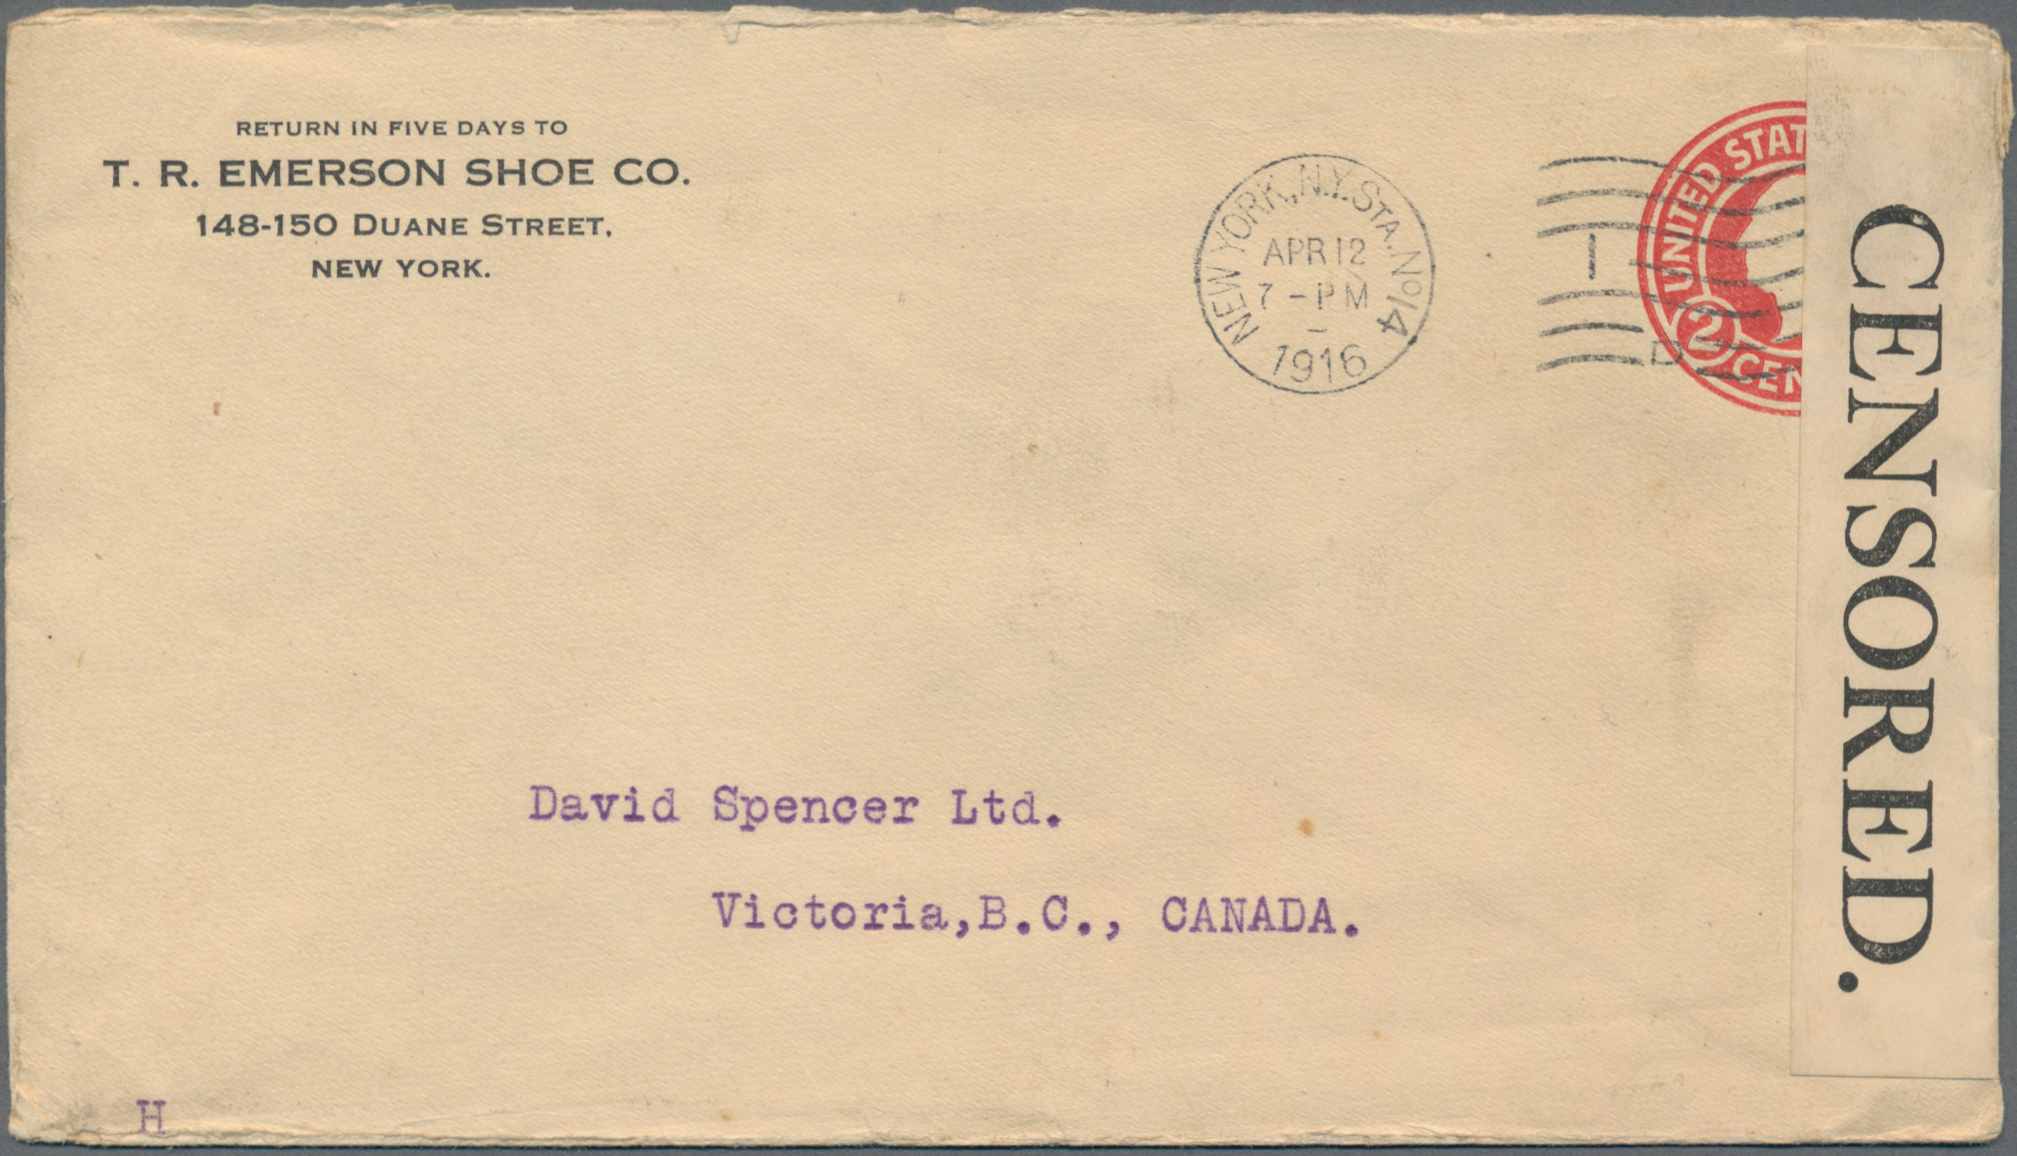 RETURN IN FIVE DAYS TO
T. R. EMERSON SHOE CO.
148-150 DUANE STREET,
NEW YORK.
NEW YORK, N.Y. STA. No 14
APR 12
7 - PM
1916
1
D
UNITED STAT
2
CEN
CENSORED.
David Spencer Ltd.
Victoria,B.C., CANADA.
H